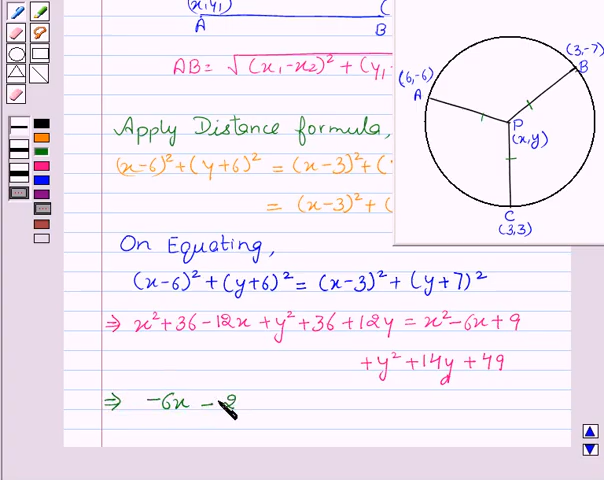 (x,y₁)
A
B
AB = √(x₁-x₂)² + (y₁-
Apply Distance formula,
(x-6)² + (y+6)² = (x-3)² + (
= (x-3)² + (
On Equating,
(x-6)² + (y+6)² = (x-3)² + (y+7)²
⇒ x² + 36 - 12x + y² + 36 + 12y = x² - 6x + 9
+ y² + 14y + 49
⇒ -6x - 2
(3,-7)
B
(6,-6)
A
P
(x,y)
C
(3,3)